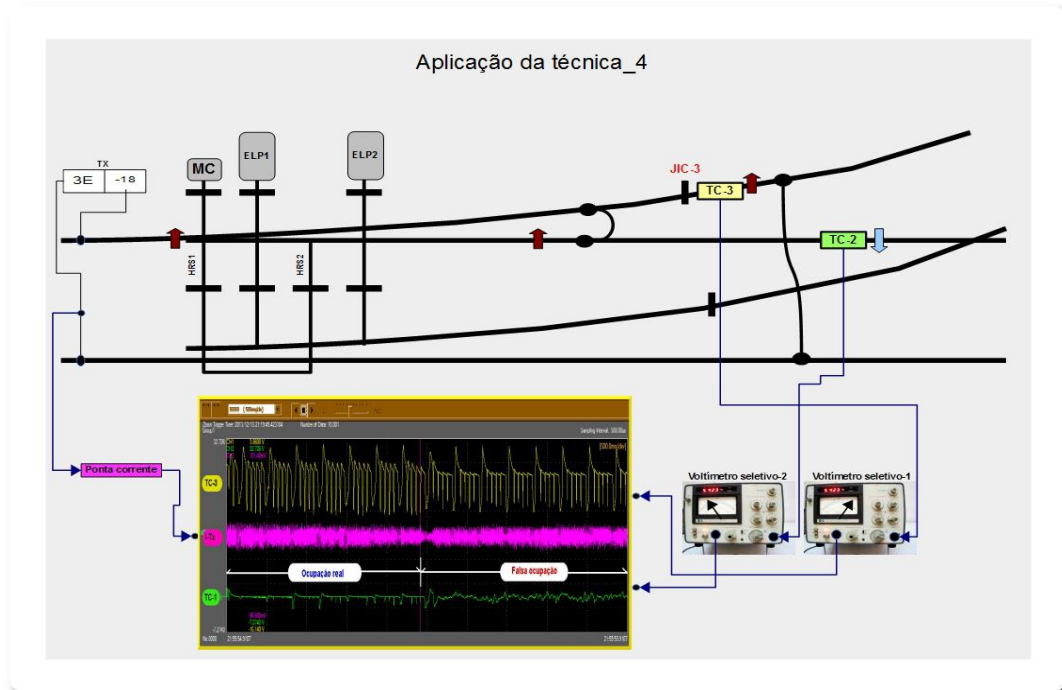 Aplicação da técnica_4
TX
3E -18
MC
ELP1
ELP2
JIC-3
TC-3
TC-2
HRS1
HRS2
Ponta corrente
TC-3
I-Tx
Ocupação real
Falsa ocupação
TC-1
Voltímetro seletivo-2
Voltímetro seletivo-1